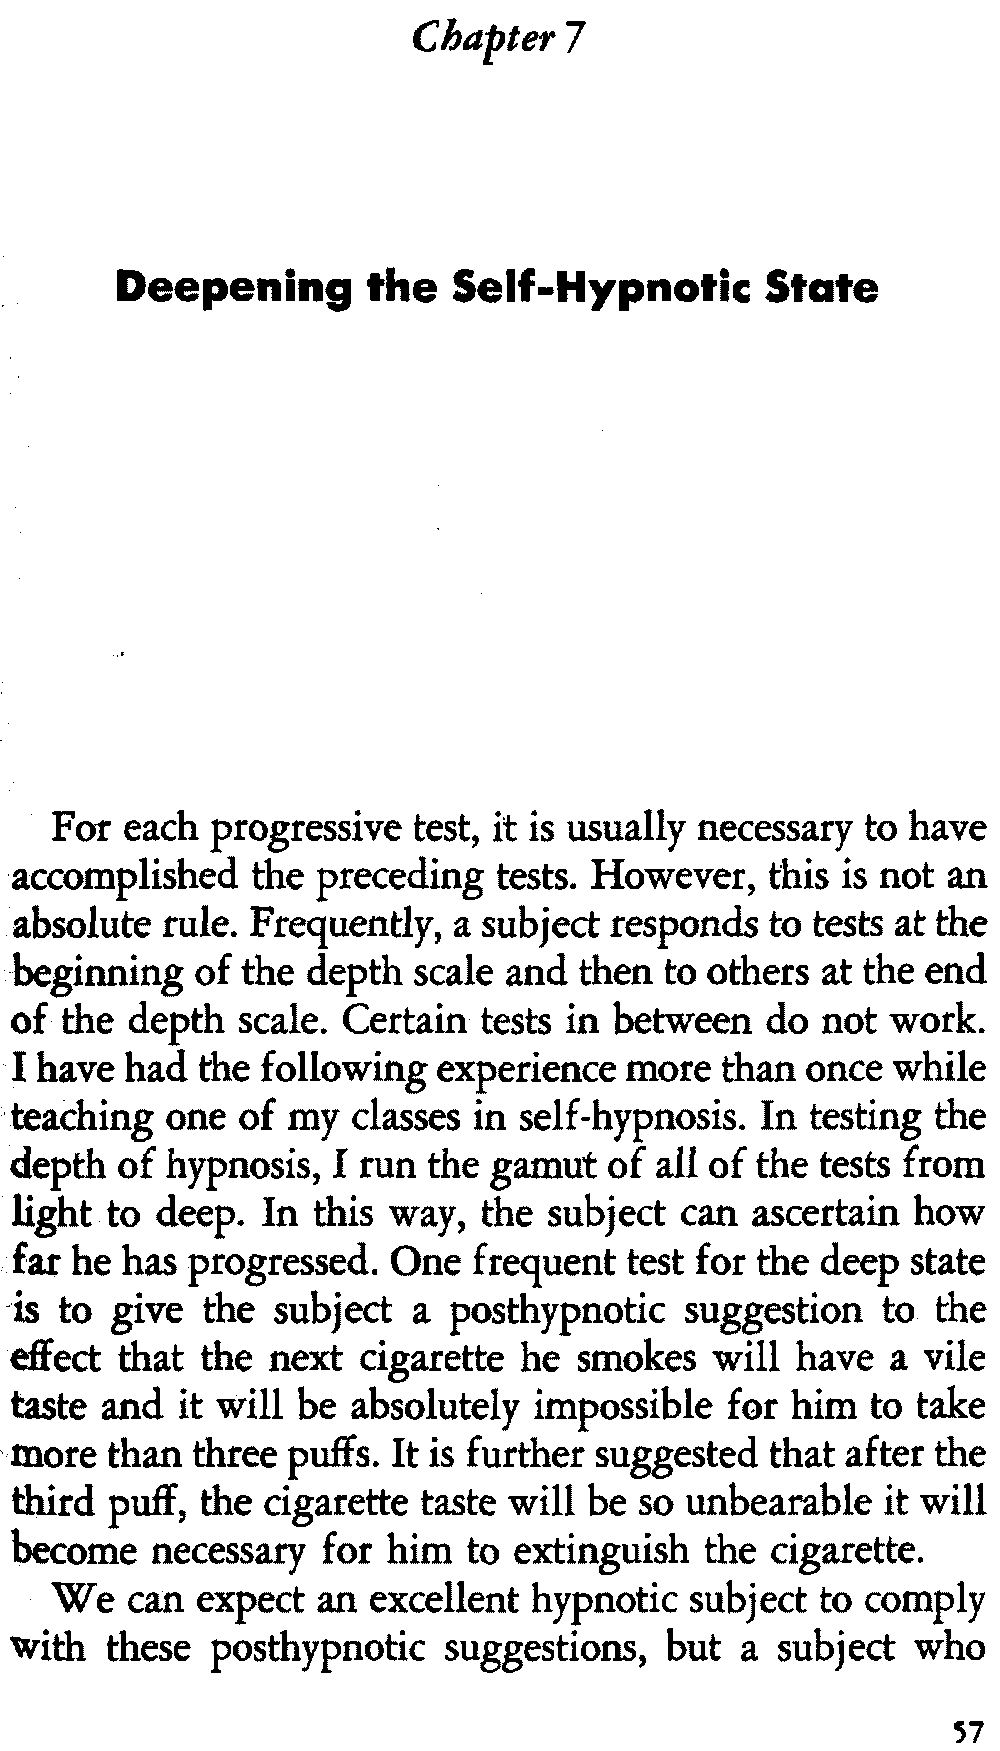 Chapter 7
Deepening the Self-Hypnotic State
For each progressive test, it is usually necessary to have
accomplished the preceding tests. However, this is not an
absolute rule. Frequently, a subject responds to tests at the
beginning of the depth scale and then to others at the end
of the depth scale. Certain tests in between do not work.
I have had the following experience more than once while
teaching one of my classes in self-hypnosis. In testing the
depth of hypnosis, I run the gamut of all of the tests from
light to deep. In this way, the subject can ascertain how
far he has progressed. One frequent test for the deep state
is to give the subject a posthypnotic suggestion to the
effect that the next cigarette he smokes will have a vile
taste and it will be absolutely impossible for him to take
more than three puffs. It is further suggested that after the
third puff, the cigarette taste will be so unbearable it will
become necessary for him to extinguish the cigarette.
We can expect an excellent hypnotic subject to comply
with these posthypnotic suggestions, but a subject who
57